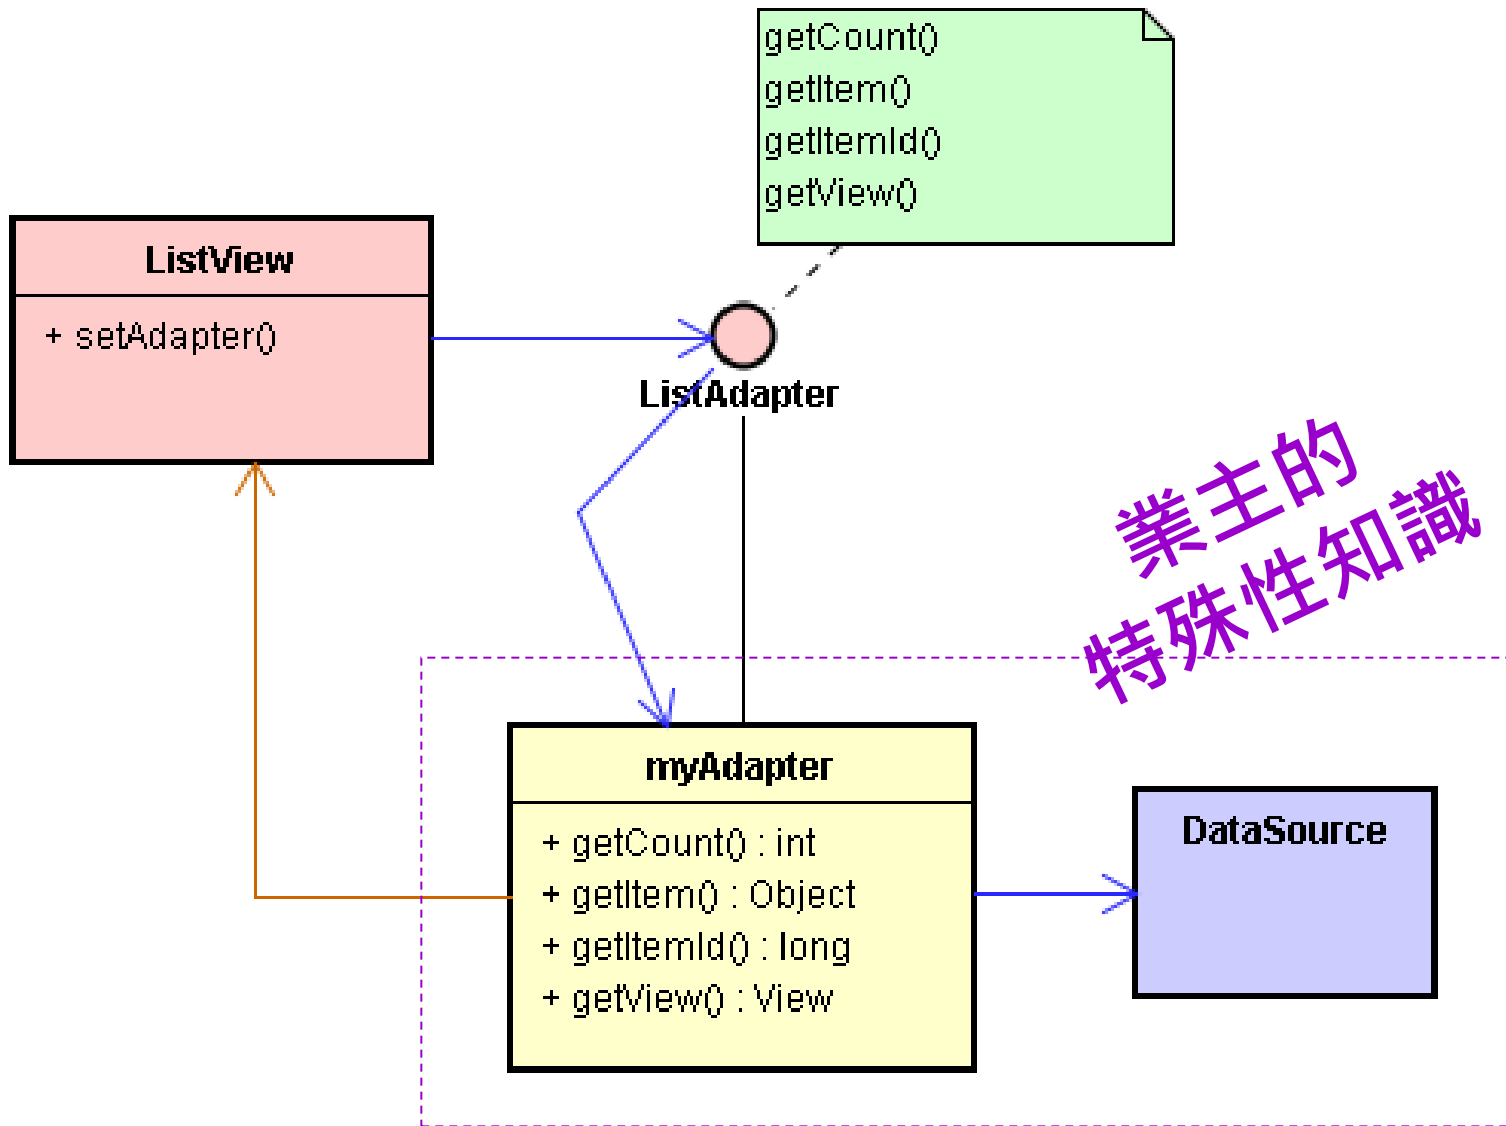 getCount()
getItem()
getItemId()
getView()
ListView
+ setAdapter()
ListAdapter
業主的
特殊性知識
myAdapter
+ getCount() : int
+ getItem() : Object
+ getItemId() : long
+ getView() : View
DataSource